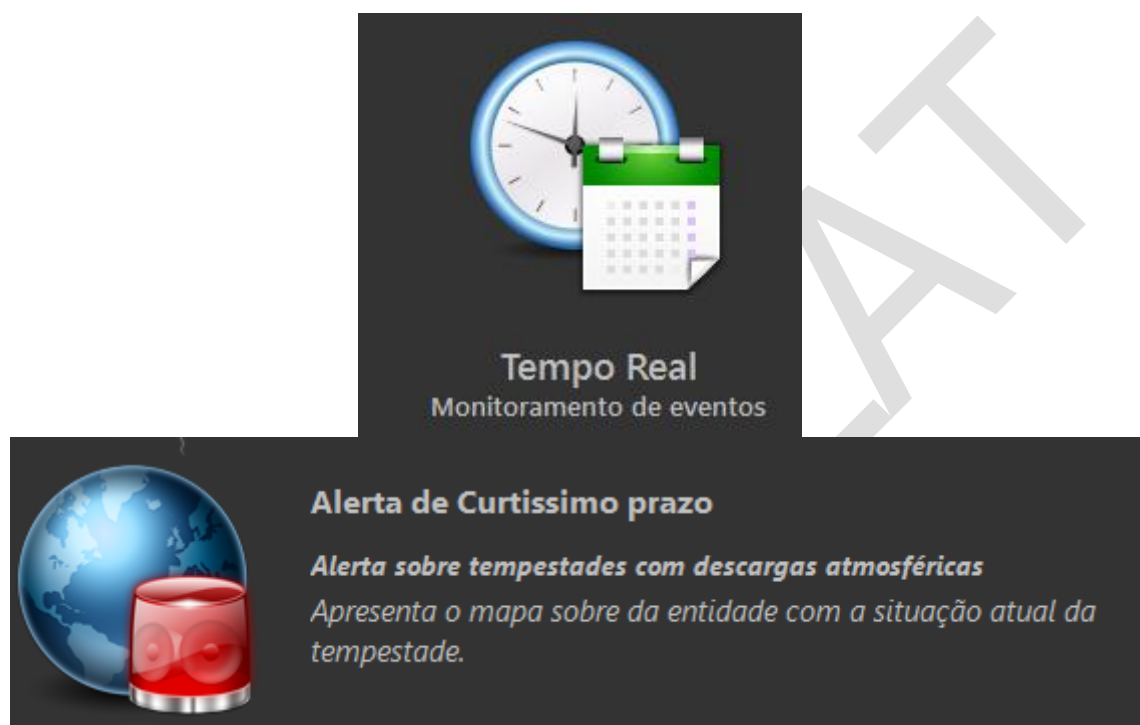 Tempo Real
Monitoramento de eventos
Alerta de Curtissimo prazo
Alerta sobre tempestades com descargas atmosféricas
Apresenta o mapa sobre da entidade com a situação atual da
tempestade.